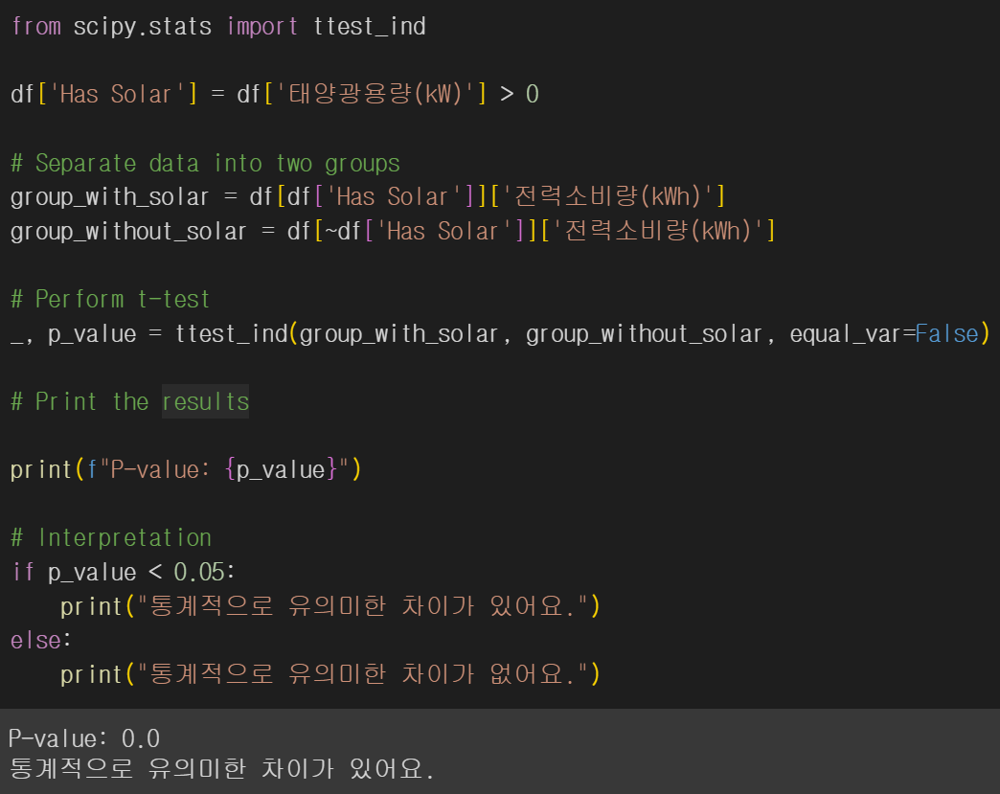 from scipy.stats import ttest_ind
df['Has Solar'] = df['태양광용량(kW)'] > 0
# Separate data into two groups
group_with_solar = df[df['Has Solar']]['전력소비량(kWh)']
group_without_solar = df[~df['Has Solar']]['전력소비량(kWh)']
# Perform t-test
_, p_value = ttest_ind(group_with_solar, group_without_solar, equal_var=False)
# Print the results
print(f"P-value: {p_value}")
# Interpretation
if p_value < 0.05:
    print("통계적으로 유의미한 차이가 있어요.")
else:
    print("통계적으로 유의미한 차이가 없어요.")
P-value: 0.0
통계적으로 유의미한 차이가 있어요.